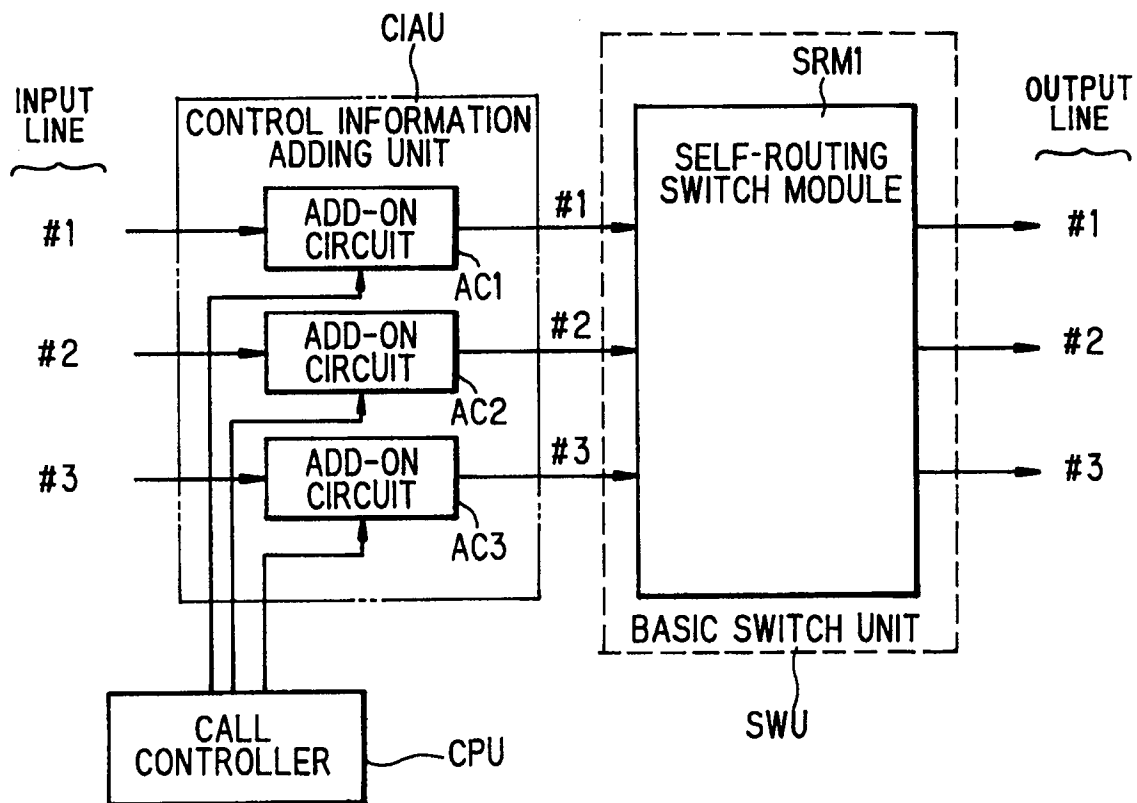 CIAU
SRM1
INPUT
LINE
OUTPUT
LINE
CONTROL INFORMATION
ADDING UNIT
SELF-ROUTING
SWITCH MODULE
#1
ADD-ON
CIRCUIT
#1
#1
AC1
#2
ADD-ON
CIRCUIT
#2
#2
AC2
#3
ADD-ON
CIRCUIT
#3
#3
AC3
BASIC SWITCH UNIT
SWU
CALL
CONTROLLER
CPU